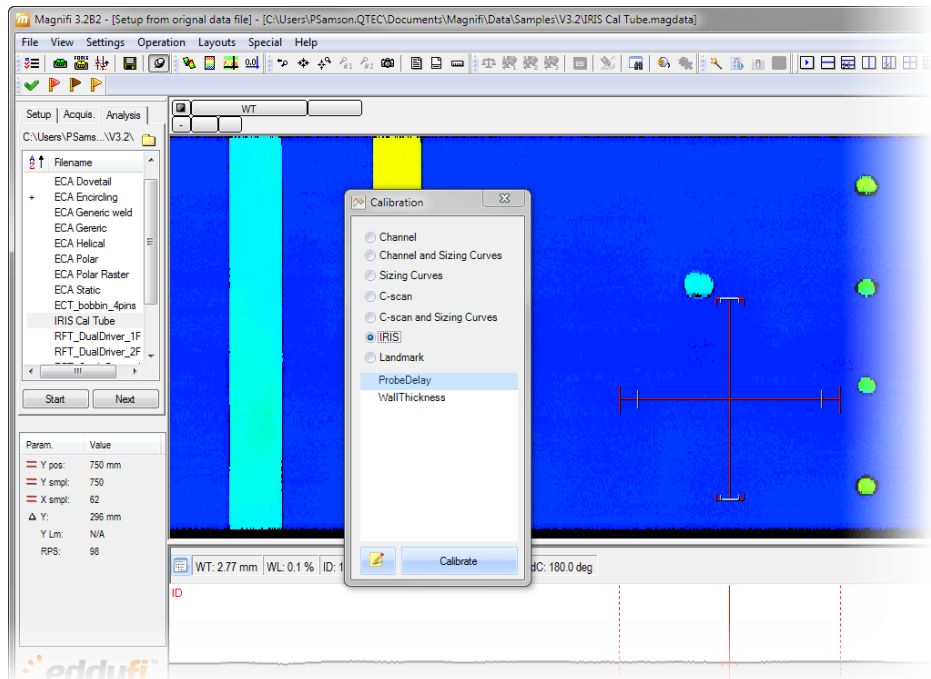 Magnifi 3.2B2 - [Setup from orignal data file] - [C:\Users\PSamson.QTEC\Documents\Magnifi\Data\Samples\V3.2\IRIS Cal Tube.magdata]
File View Settings Operation Layouts Special Help
Setup Acquis. Analysis
C:\Users\PSams...\V3.2\
Filename
ECA Dovetail
+ ECA Encircling
ECA Generic weld
ECA Gereric
ECA Helical
ECA Polar
ECA Polar Raster
ECA Static
ECT_bobbin_4pins
IRIS Cal Tube
RFT_DualDriver_1F
RFT_DualDriver_2F
Start Next
Param. Value
Y pos: 750 mm
Y smpl: 750
X smpl: 62
Δ Y: 296 mm
Y Lm: N/A
RPS: 98
eddyfi
WT
-
Calibration
Channel
Channel and Sizing Curves
Sizing Curves
C-scan
C-scan and Sizing Curves
IRIS
Landmark
ProbeDelay
WallThickness
Calibrate
WT: 2.77 mm WL: 0.1 % ID: 1 dC: 180.0 deg
ID